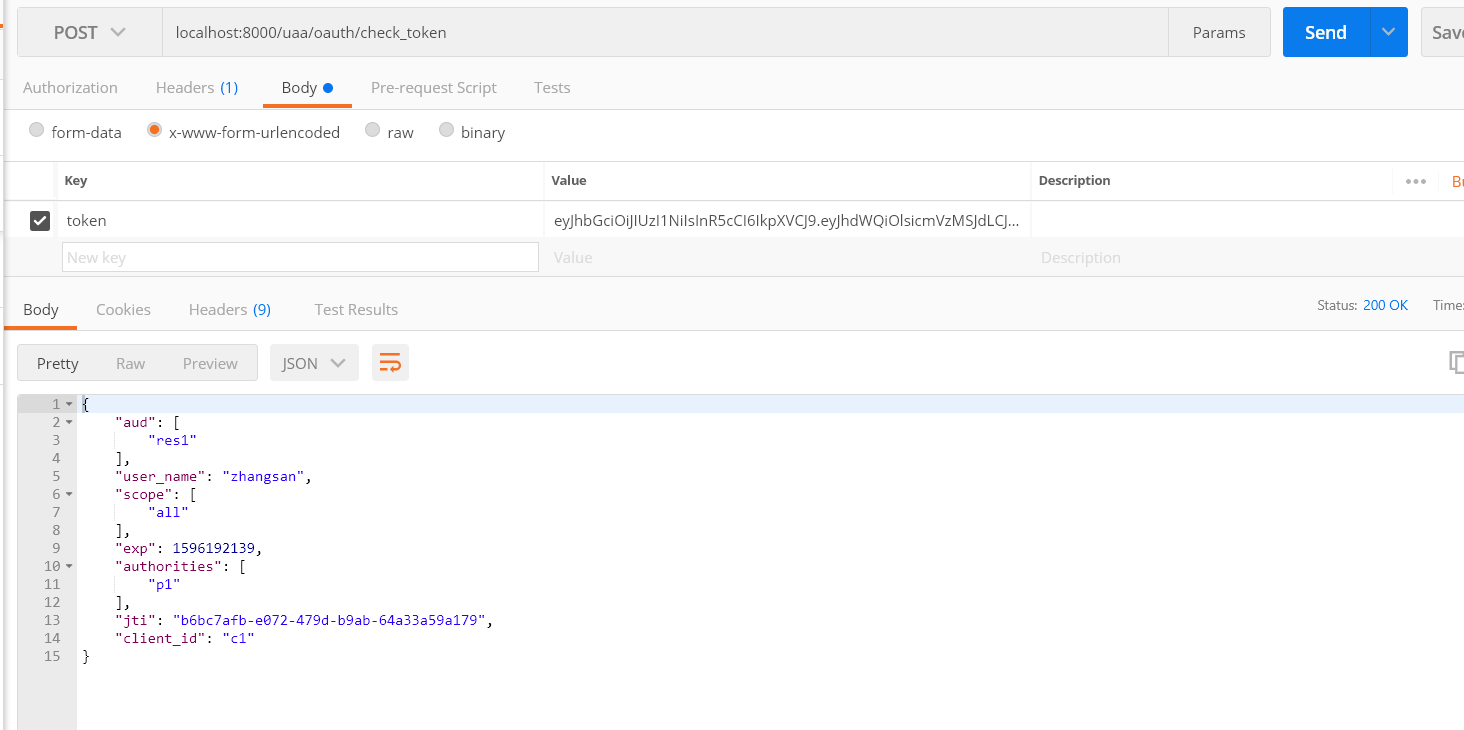 POST localhost:8000/uaa/oauth/check_token Params Send Save
Authorization Headers (1) Body Pre-request Script Tests
form-data x-www-form-urlencoded raw binary
Key Value Description ••• Bu
token eyJhbGciOiJIUzI1NiIsInR5cCI6IkpXVCJ9.eyJhdWQiOlsicmVzMSJdLCJ...
New key Value Description
Body Cookies Headers (9) Test Results Status: 200 OK Time:
Pretty Raw Preview JSON
1 {
2 "aud": [
3 "res1"
4 ],
5 "user_name": "zhangsan",
6 "scope": [
7 "all"
8 ],
9 "exp": 1596192139,
10 "authorities": [
11 "p1"
12 ],
13 "jti": "b6bc7afb-e072-479d-b9ab-64a33a59a179",
14 "client_id": "c1"
15 }